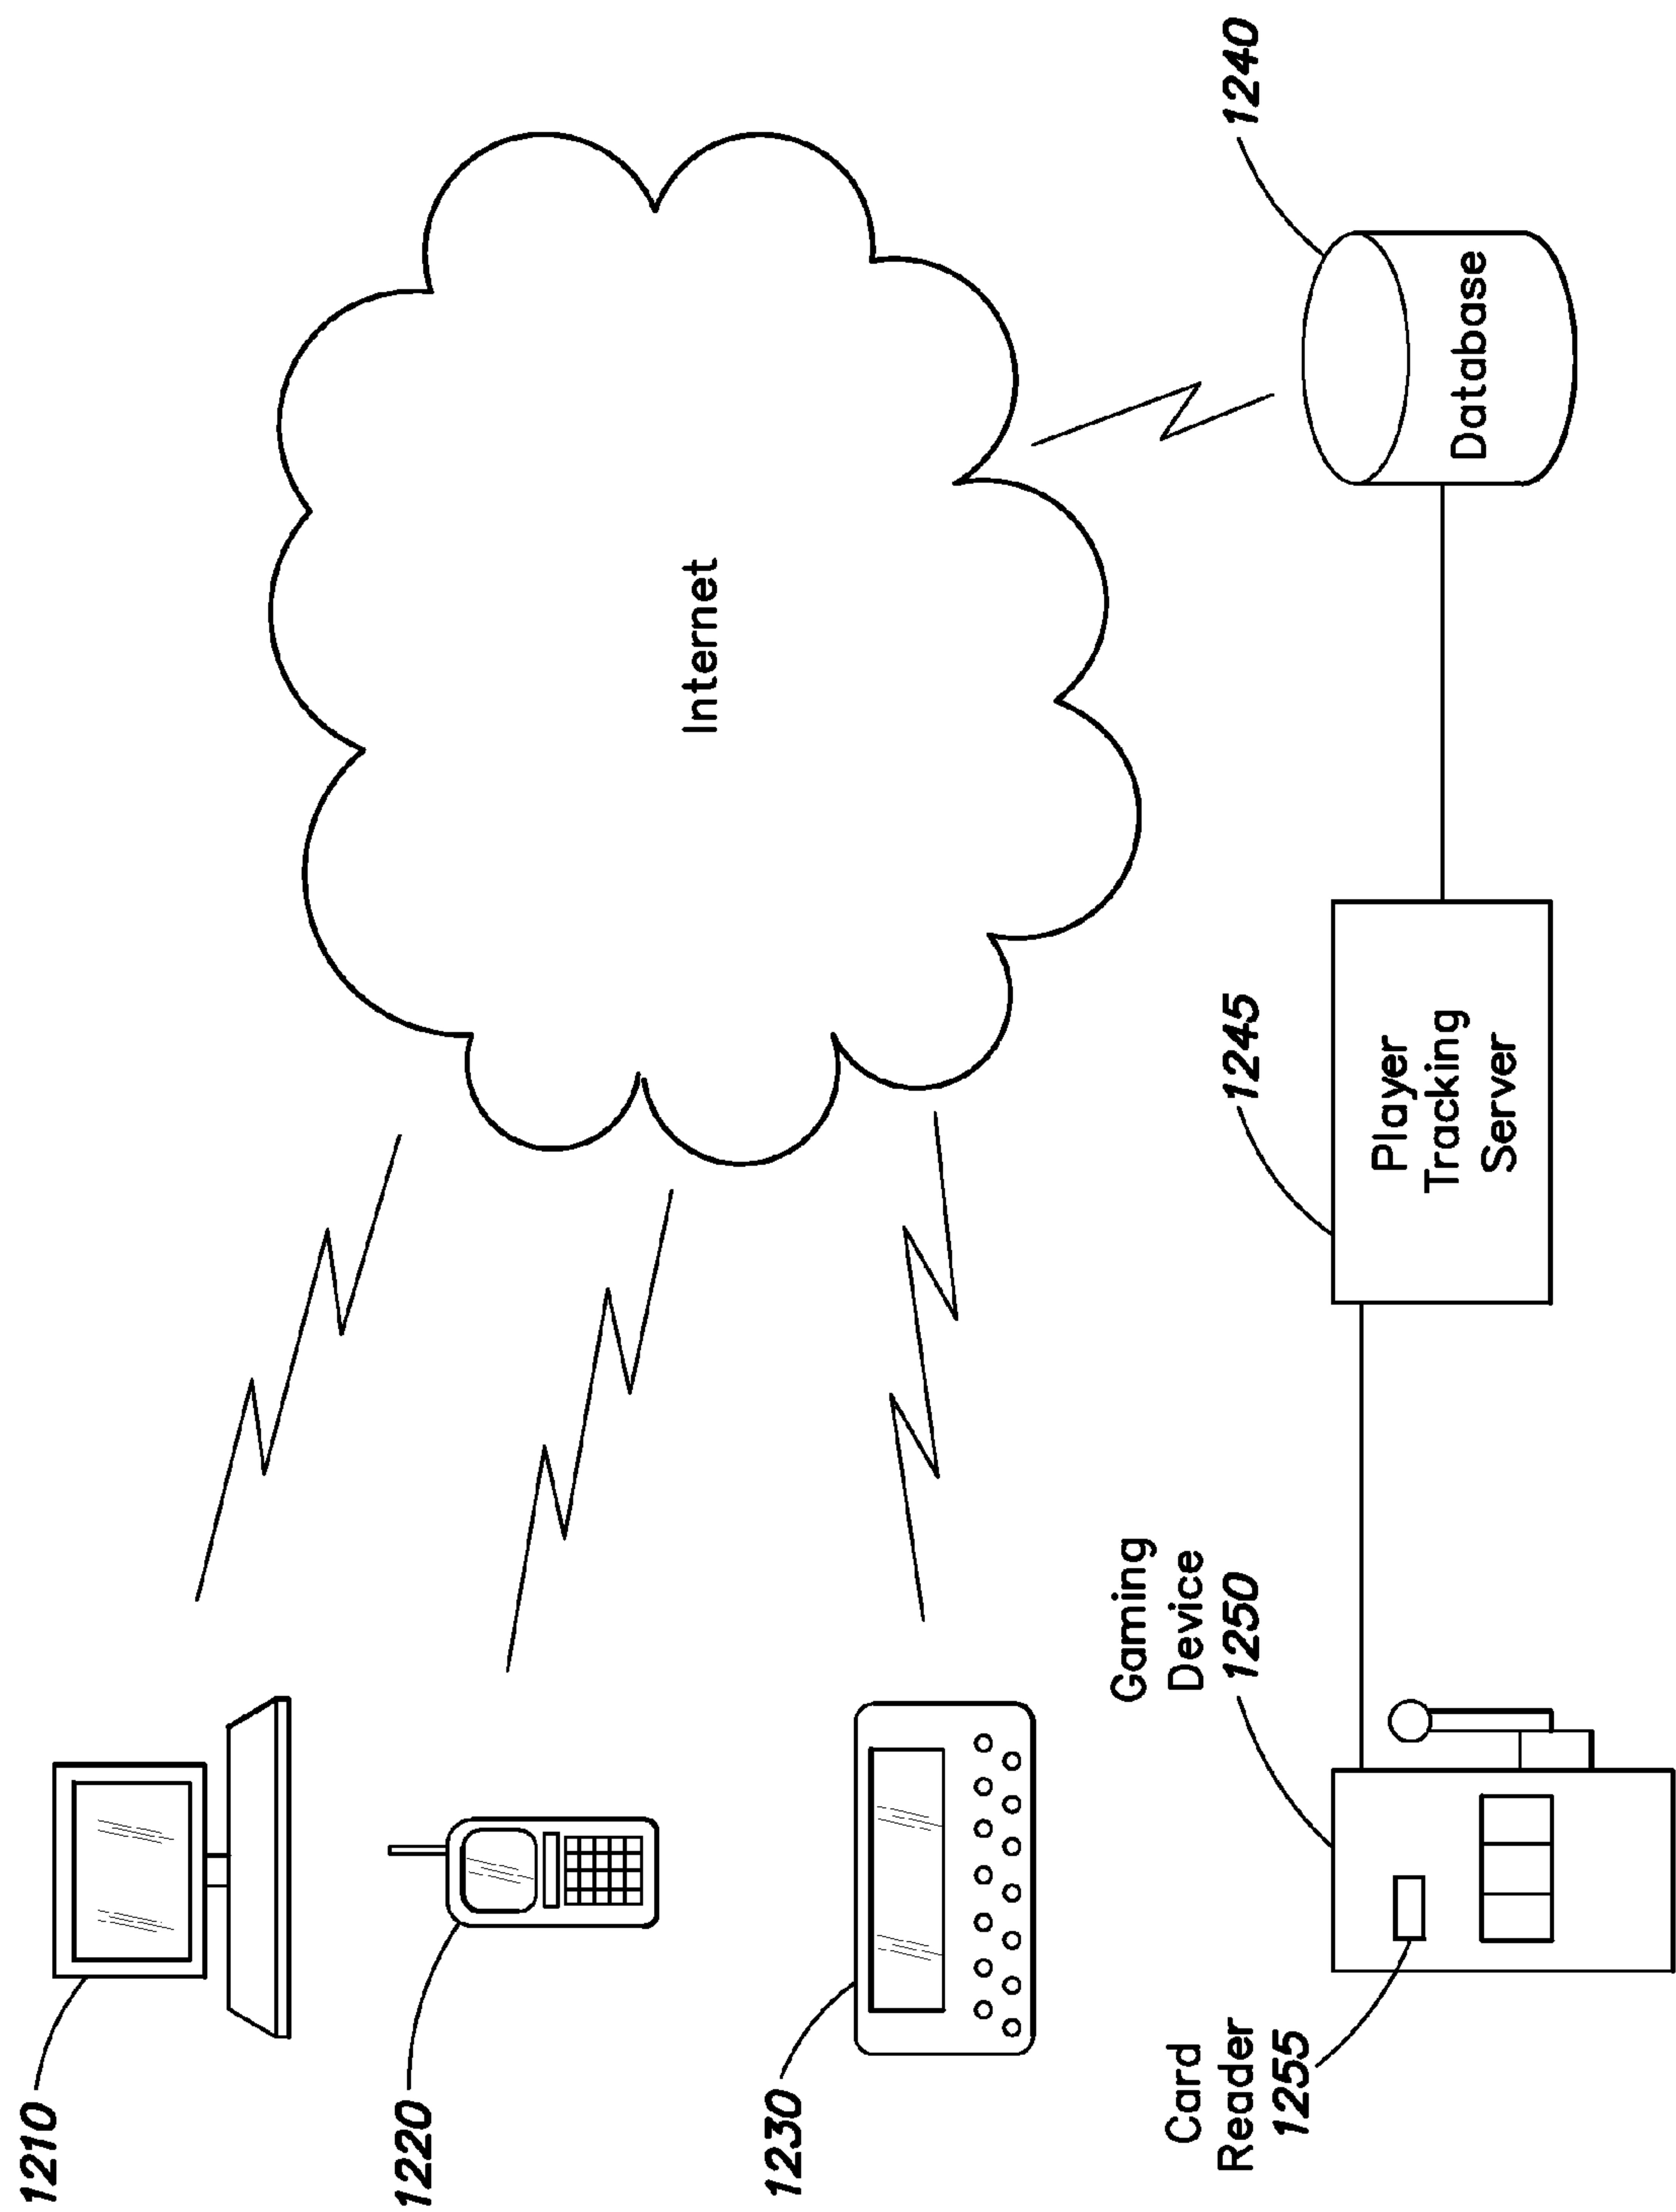 1210
1220
Internet
1230
Gaming
Device
1250
Card
Reader
1255
1245
Player
Tracking
Server
1240
Database